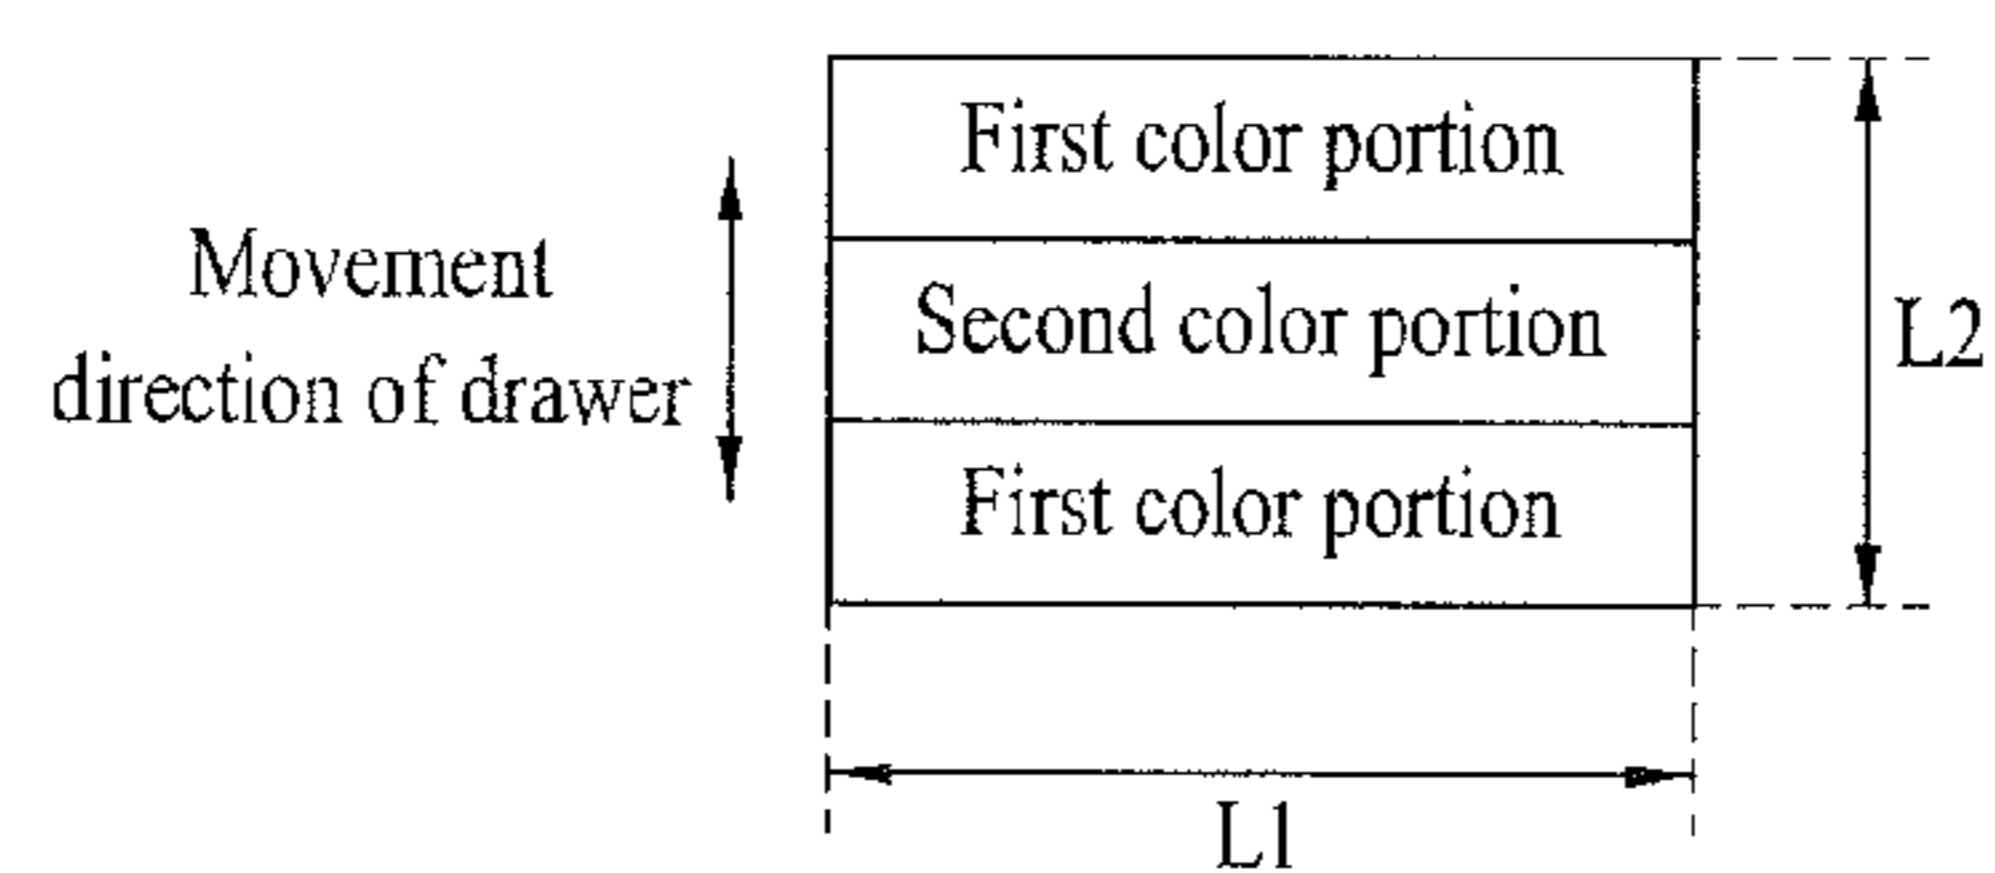 First color portion
Movement
direction of drawer
Second color portion
L2
First color portion
L1